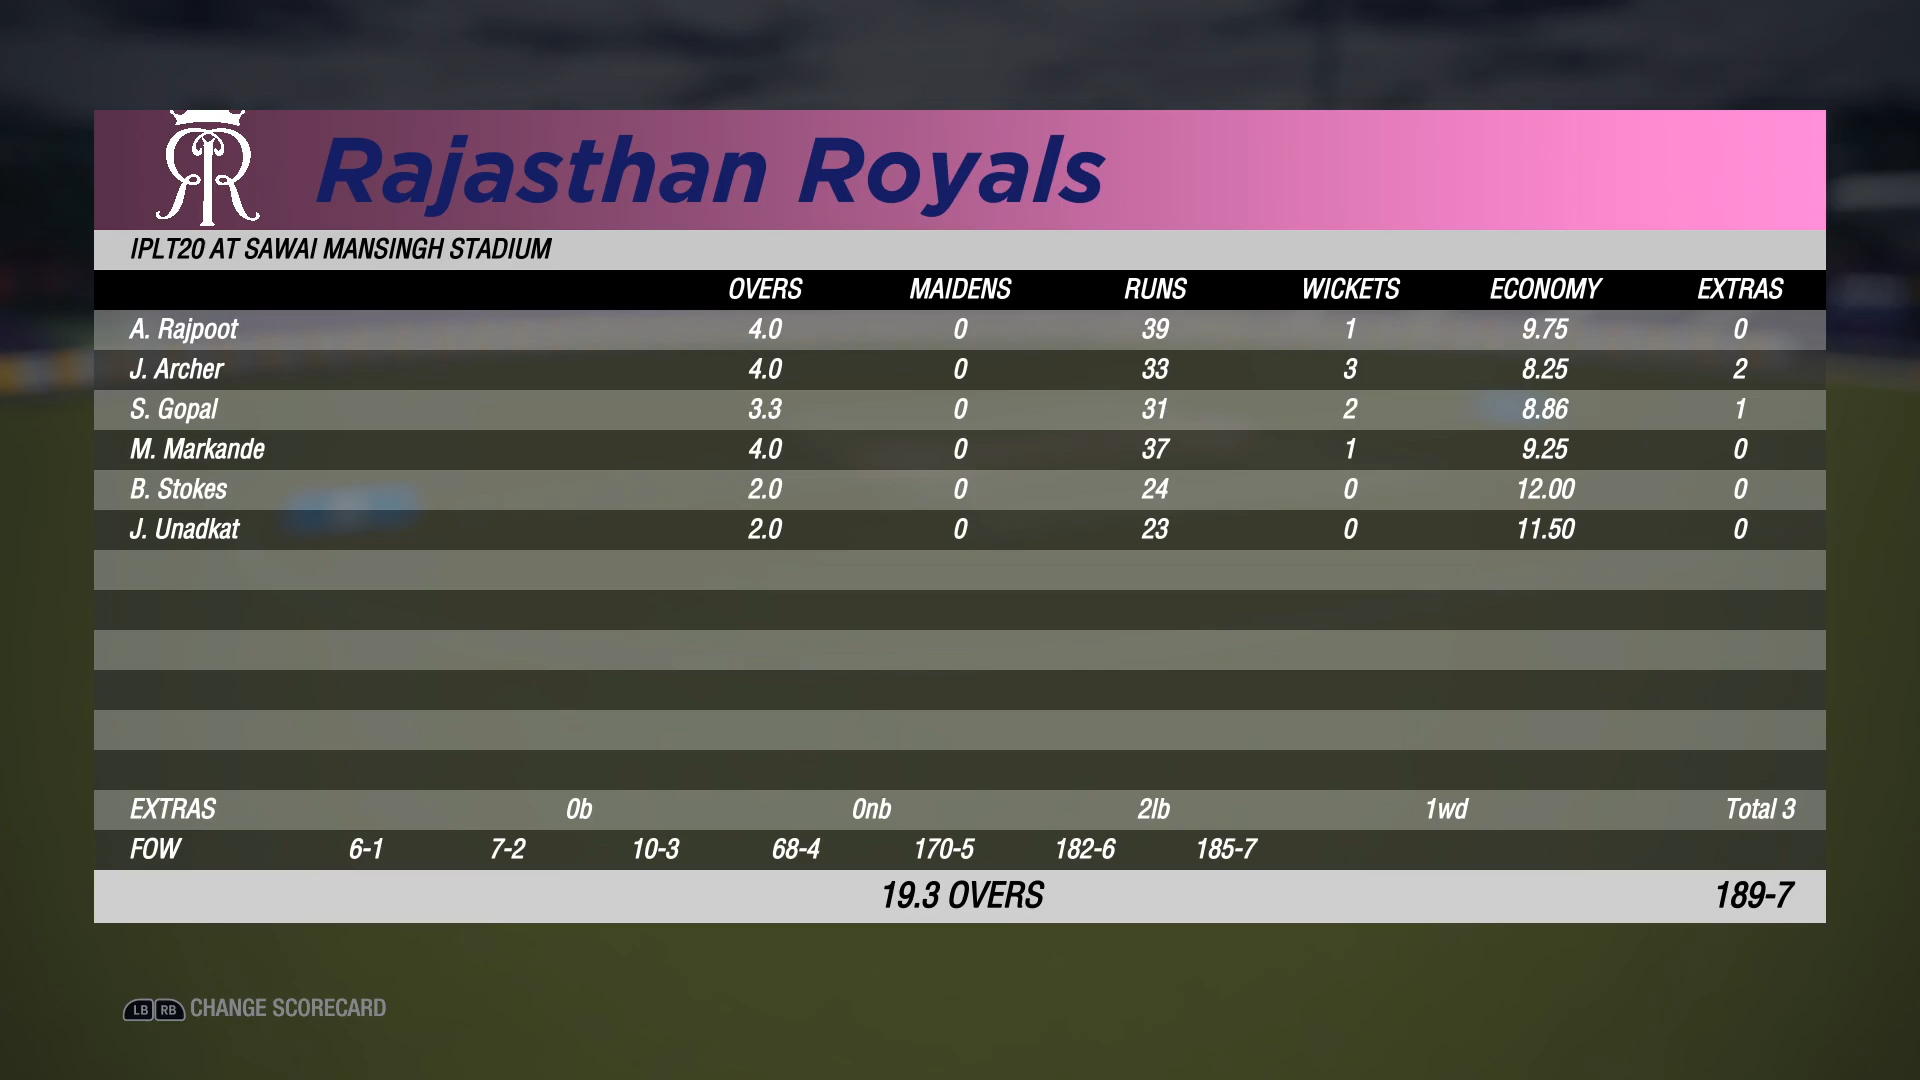 Rajasthan Royals
IPLT20 AT SAWAI MANSINGH STADIUM
OVERS MAIDENS RUNS WICKETS ECONOMY EXTRAS
A. Rajpoot 4.0 0 39 1 9.75 0
J. Archer 4.0 0 33 3 8.25 2
S. Gopal 3.3 0 31 2 8.86 1
M. Markande 4.0 0 37 1 9.25 0
B. Stokes 2.0 0 24 0 12.00 0
J. Unadkat 2.0 0 23 0 11.50 0
EXTRAS 0b 0nb 2lb 1wd Total 3
FOW 6-1 7-2 10-3 68-4 170-5 182-6 185-7
19.3 OVERS 189-7
LB RB CHANGE SCORECARD